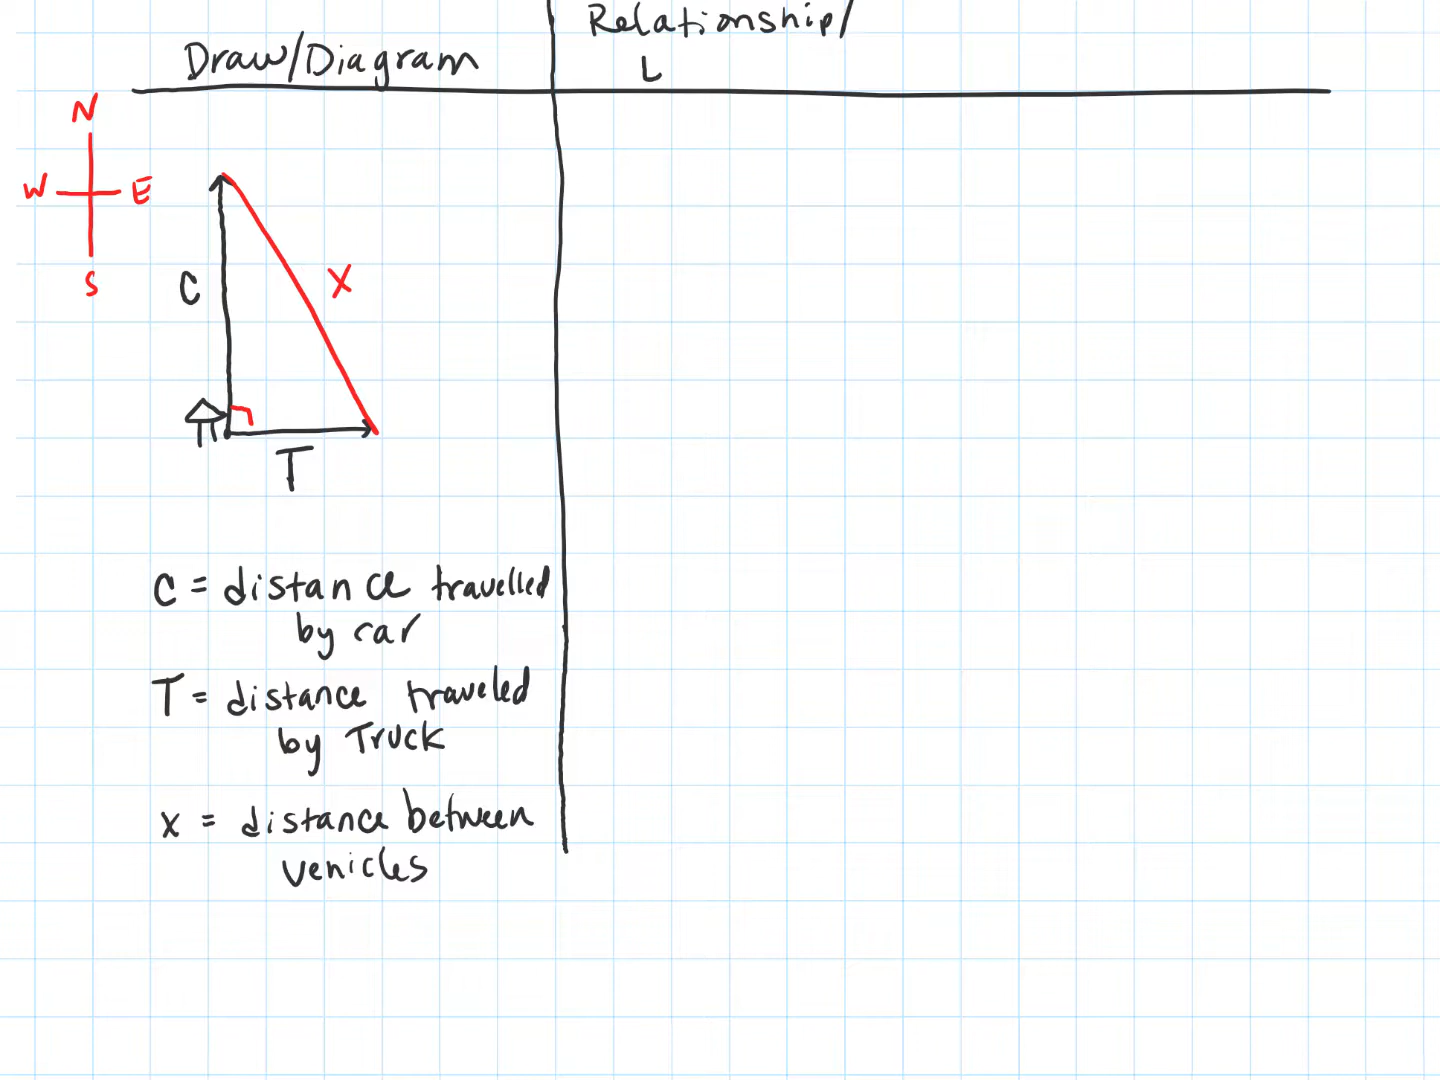 Relationship/
L
Draw/Diagram
N
W E
S
C
X
T
C = distance travelled
by car
T = distance traveled
by Truck
x = distance between
vehicles